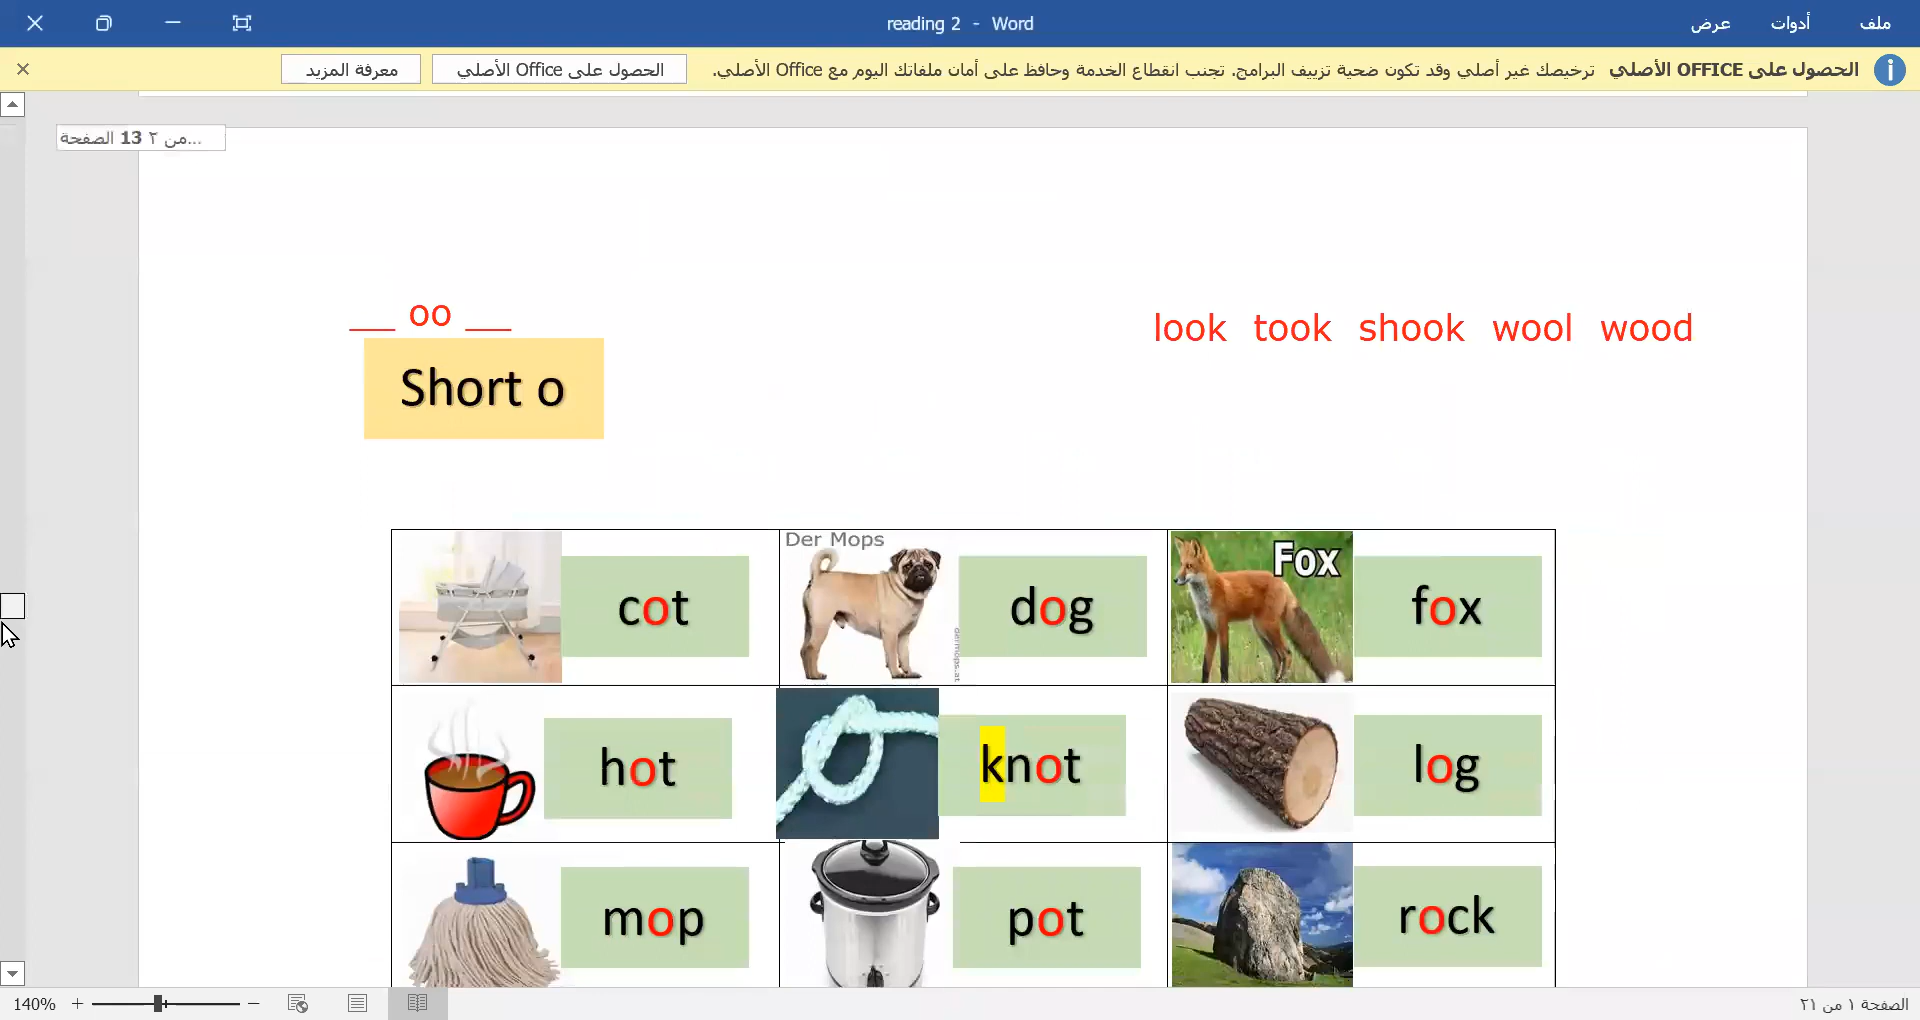 reading 2 - Word
ملف
أدوات
عرض
الحصول على OFFICE الأصلي
ترخيصك غير أصلي وقد تكون ضحية تزييف البرامج. تجنب انقطاع الخدمة وحافظ على أمان ملفاتك اليوم مع Office الأصلي.
الحصول على Office الأصلي
معرفة المزيد
الصفحة 13 من ٢...
__ oo __
look took shook wool wood
Short o
Der Mops
dermops.at
Fox
cot dog fox
hot knot log
mop pot rock
140%
الصفحة ١ من ٢١